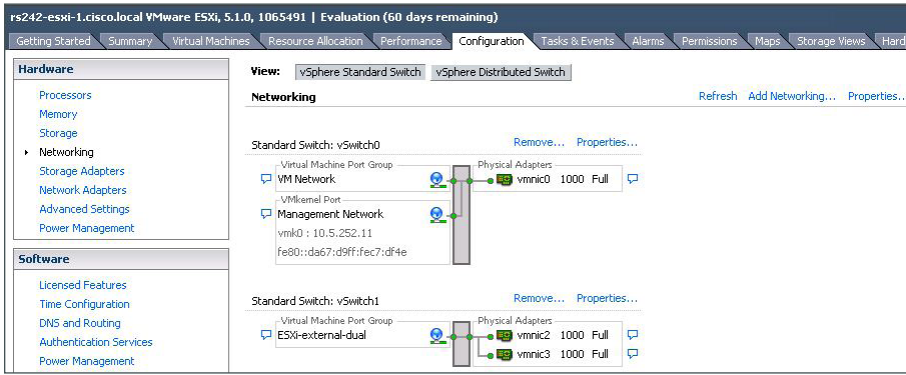 rs242-esxi-1.cisco.local VMware ESXi, 5.1.0, 1065491 | Evaluation (60 days remaining)
Getting Started Summary Virtual Machines Resource Allocation Performance Configuration Tasks & Events Alarms Permissions Maps Storage Views Hard
Hardware
Processors
Memory
Storage
Networking
Storage Adapters
Network Adapters
Advanced Settings
Power Management
Software
Licensed Features
Time Configuration
DNS and Routing
Authentication Services
Power Management
View: vSphere Standard Switch vSphere Distributed Switch
Networking Refresh Add Networking... Properties..
Standard Switch: vSwitch0 Remove... Properties...
Virtual Machine Port Group Physical Adapters
VM Network vmnic0 1000 Full
VMkernel Port
Management Network
vmk0 : 10.5.252.11
fe80::da67:d9ff:fec7:df4e
Standard Switch: vSwitch1 Remove... Properties...
Virtual Machine Port Group Physical Adapters
ESXi-external-dual vmnic2 1000 Full
vmnic3 1000 Full